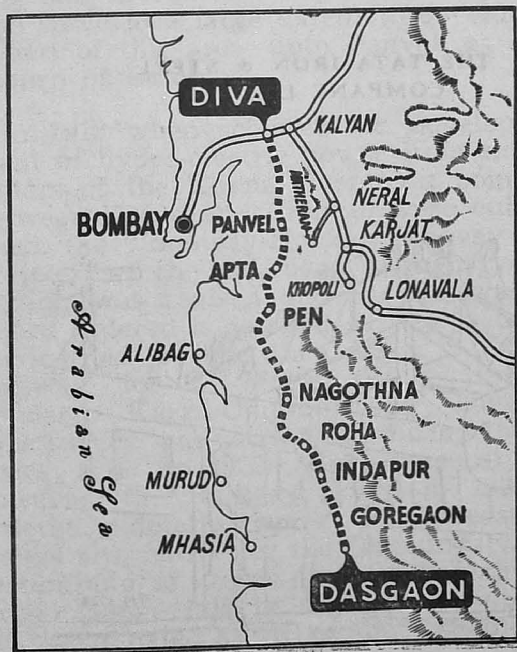 DIVA
KALYAN
MATHERAN
NERAL
BOMBAY
PANVEL
KARJAT
APTA
KHOPOLI
LONAVALA
PEN
Arabian Sea
ALIBAG
NAGOTHNA
ROHA
MURUD
INDAPUR
GOREGAON
MHASIA
DASGAON